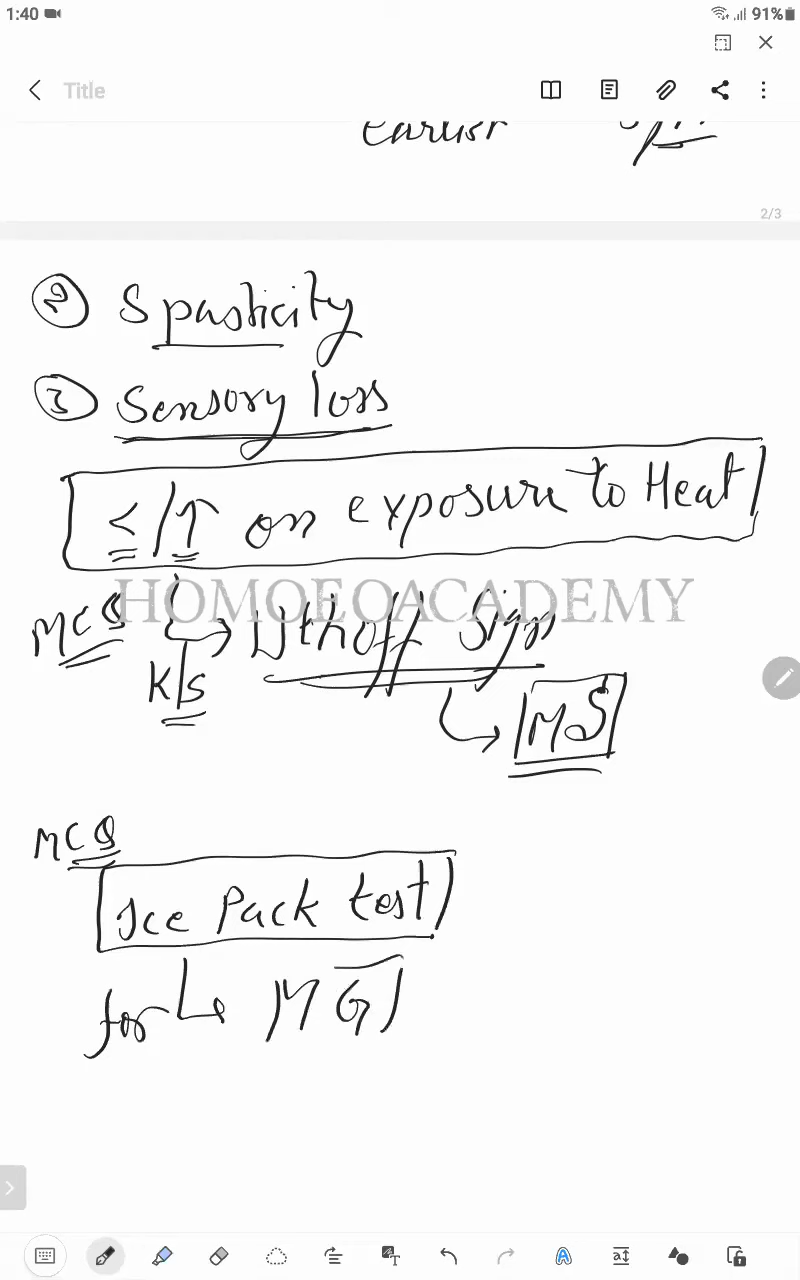 1:40 91%
Title
earlier
2/3
② Spasticity
③ Sensory loss
</↑ on exposure to Heat
HOMOEOACADEMY
MCQ K/s → Uthoff Sign
→ MS
MCQ
Ice Pack test
for MG